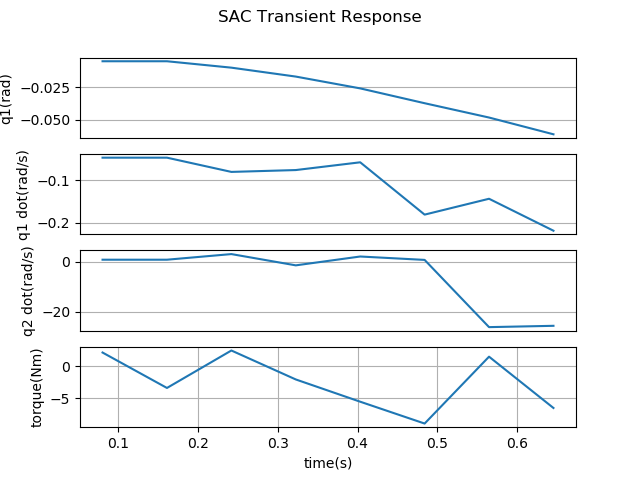 SAC Transient Response
q1(rad)
−0.025
−0.050
q1 dot(rad/s)
−0.1
−0.2
q2 dot(rad/s)
0
−20
torque(Nm)
0
−5
0.1 0.2 0.3 0.4 0.5 0.6
time(s)